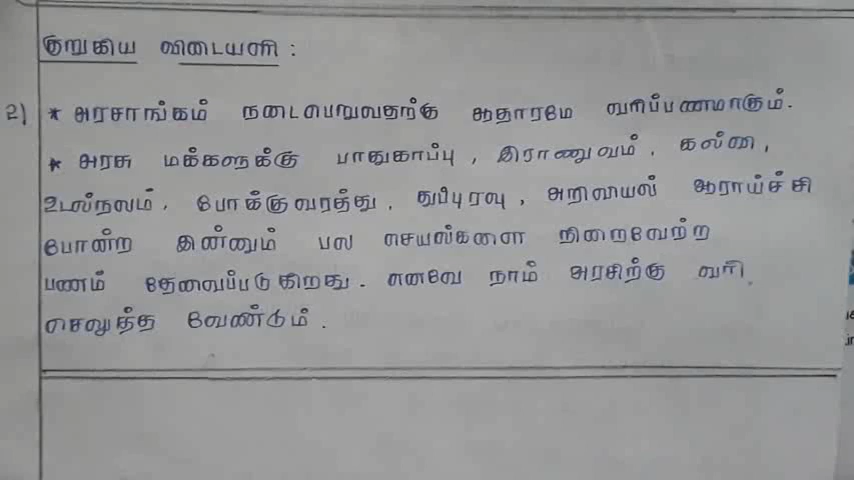 குறுகிய விடையளி :
2) * அரசாங்கம் நடைபெறுவதற்கு ஆதாரமே வரிப்பணமாகும்.
* அரசு மக்களுக்கு பாதுகாப்பு, இராணுவம், கல்வி,
உடல்நலம், போக்குவரத்து, துப்புரவு, அறிவியல் ஆராய்ச்சி
போன்ற இன்னும் பல செயல்களை நிறைவேற்ற
பணம் தேவைப்படுகிறது. எனவே நாம் அரசிற்கு வரி
செலுத்த வேண்டும்.